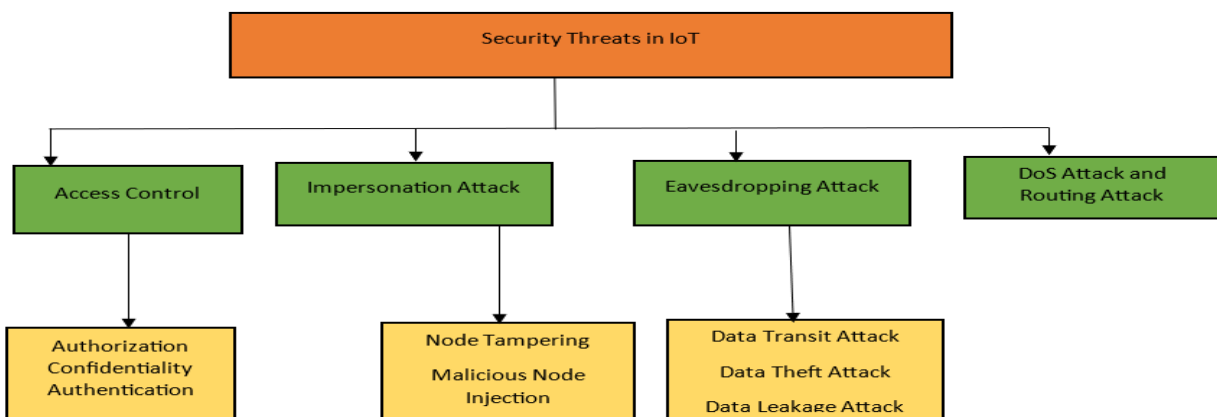 Security Threats in IoT
Access Control
Impersonation Attack
Eavesdropping Attack
DoS Attack and
Routing Attack
Authorization
Confidentiality
Authentication
Node Tampering
Malicious Node
Injection
Data Transit Attack
Data Theft Attack
Data Leakage Attack